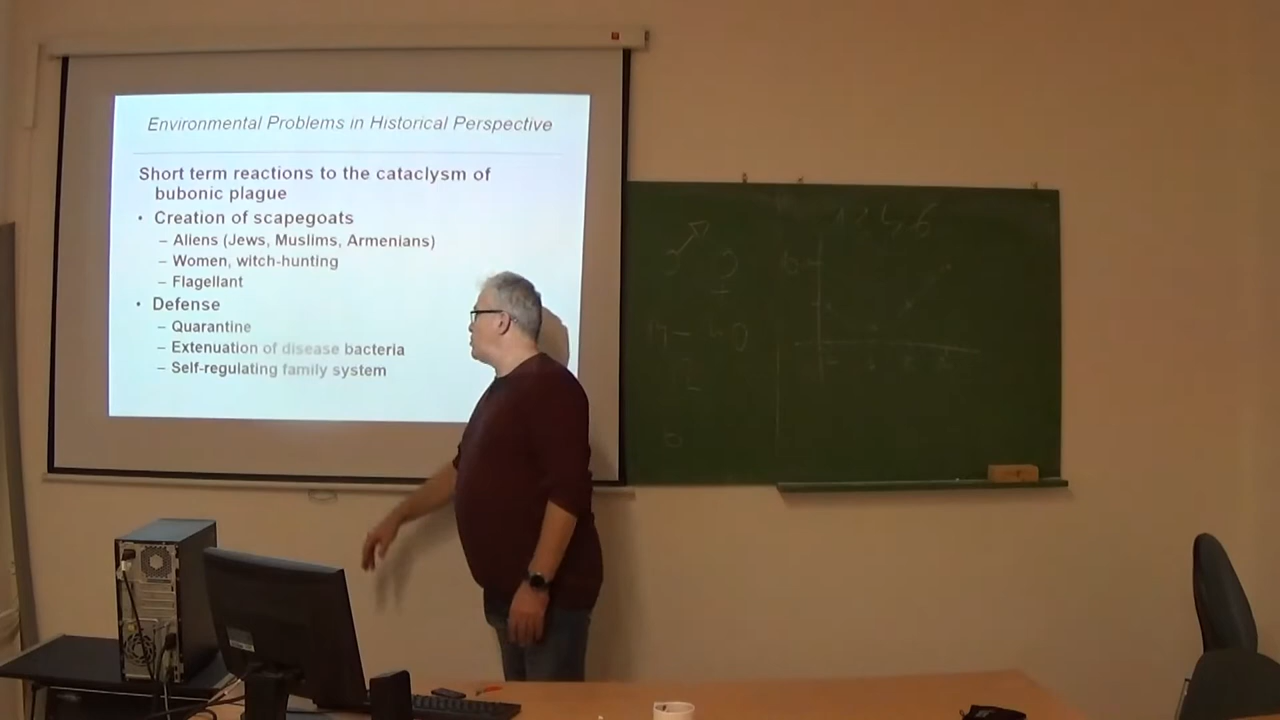 Environmental Problems in Historical Perspective
Short term reactions to the cataclysm of
bubonic plague
• Creation of scapegoats
– Aliens (Jews, Muslims, Armenians)
– Women, witch-hunting
– Flagellant
• Defense
– Quarantine
– Extenuation of disease bacteria
– Self-regulating family system